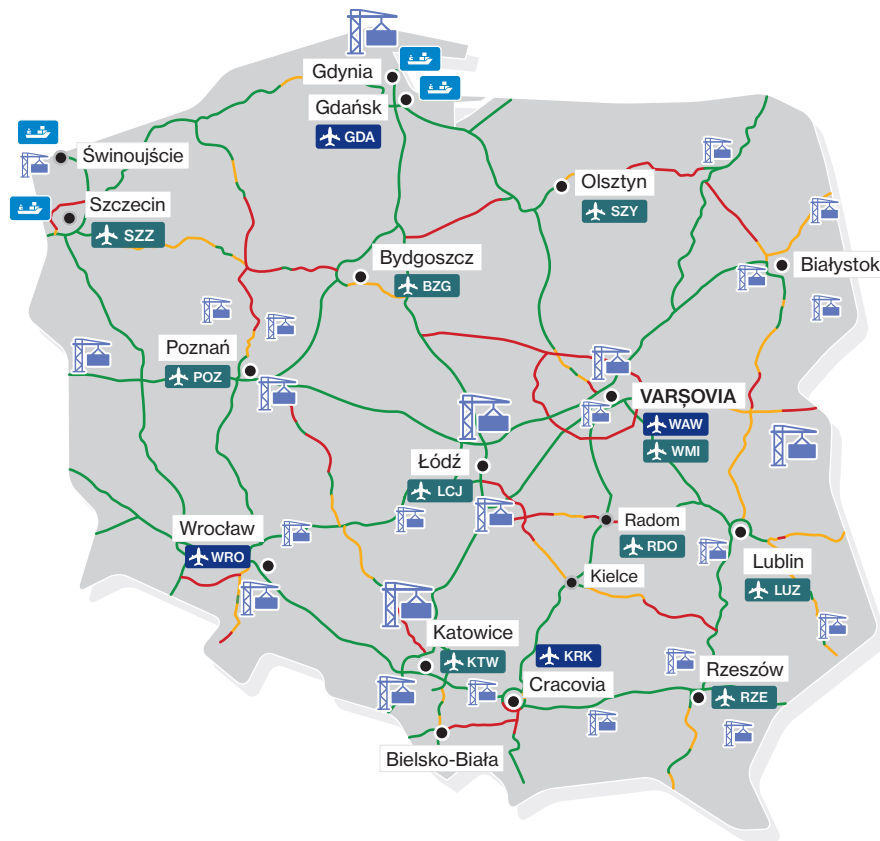 Gdynia
Gdańsk
GDA
Świnoujście
Szczecin
SZZ
Olsztyn
SZY
Bydgoszcz
BZG
Białystok
Poznań
POZ
VARȘOVIA
WAW
WMI
Łódź
LCJ
Radom
RDO
Wrocław
WRO
Kielce
Lublin
LUZ
Katowice
KTW
KRK
Cracovia
Rzeszów
RZE
Bielsko-Biała